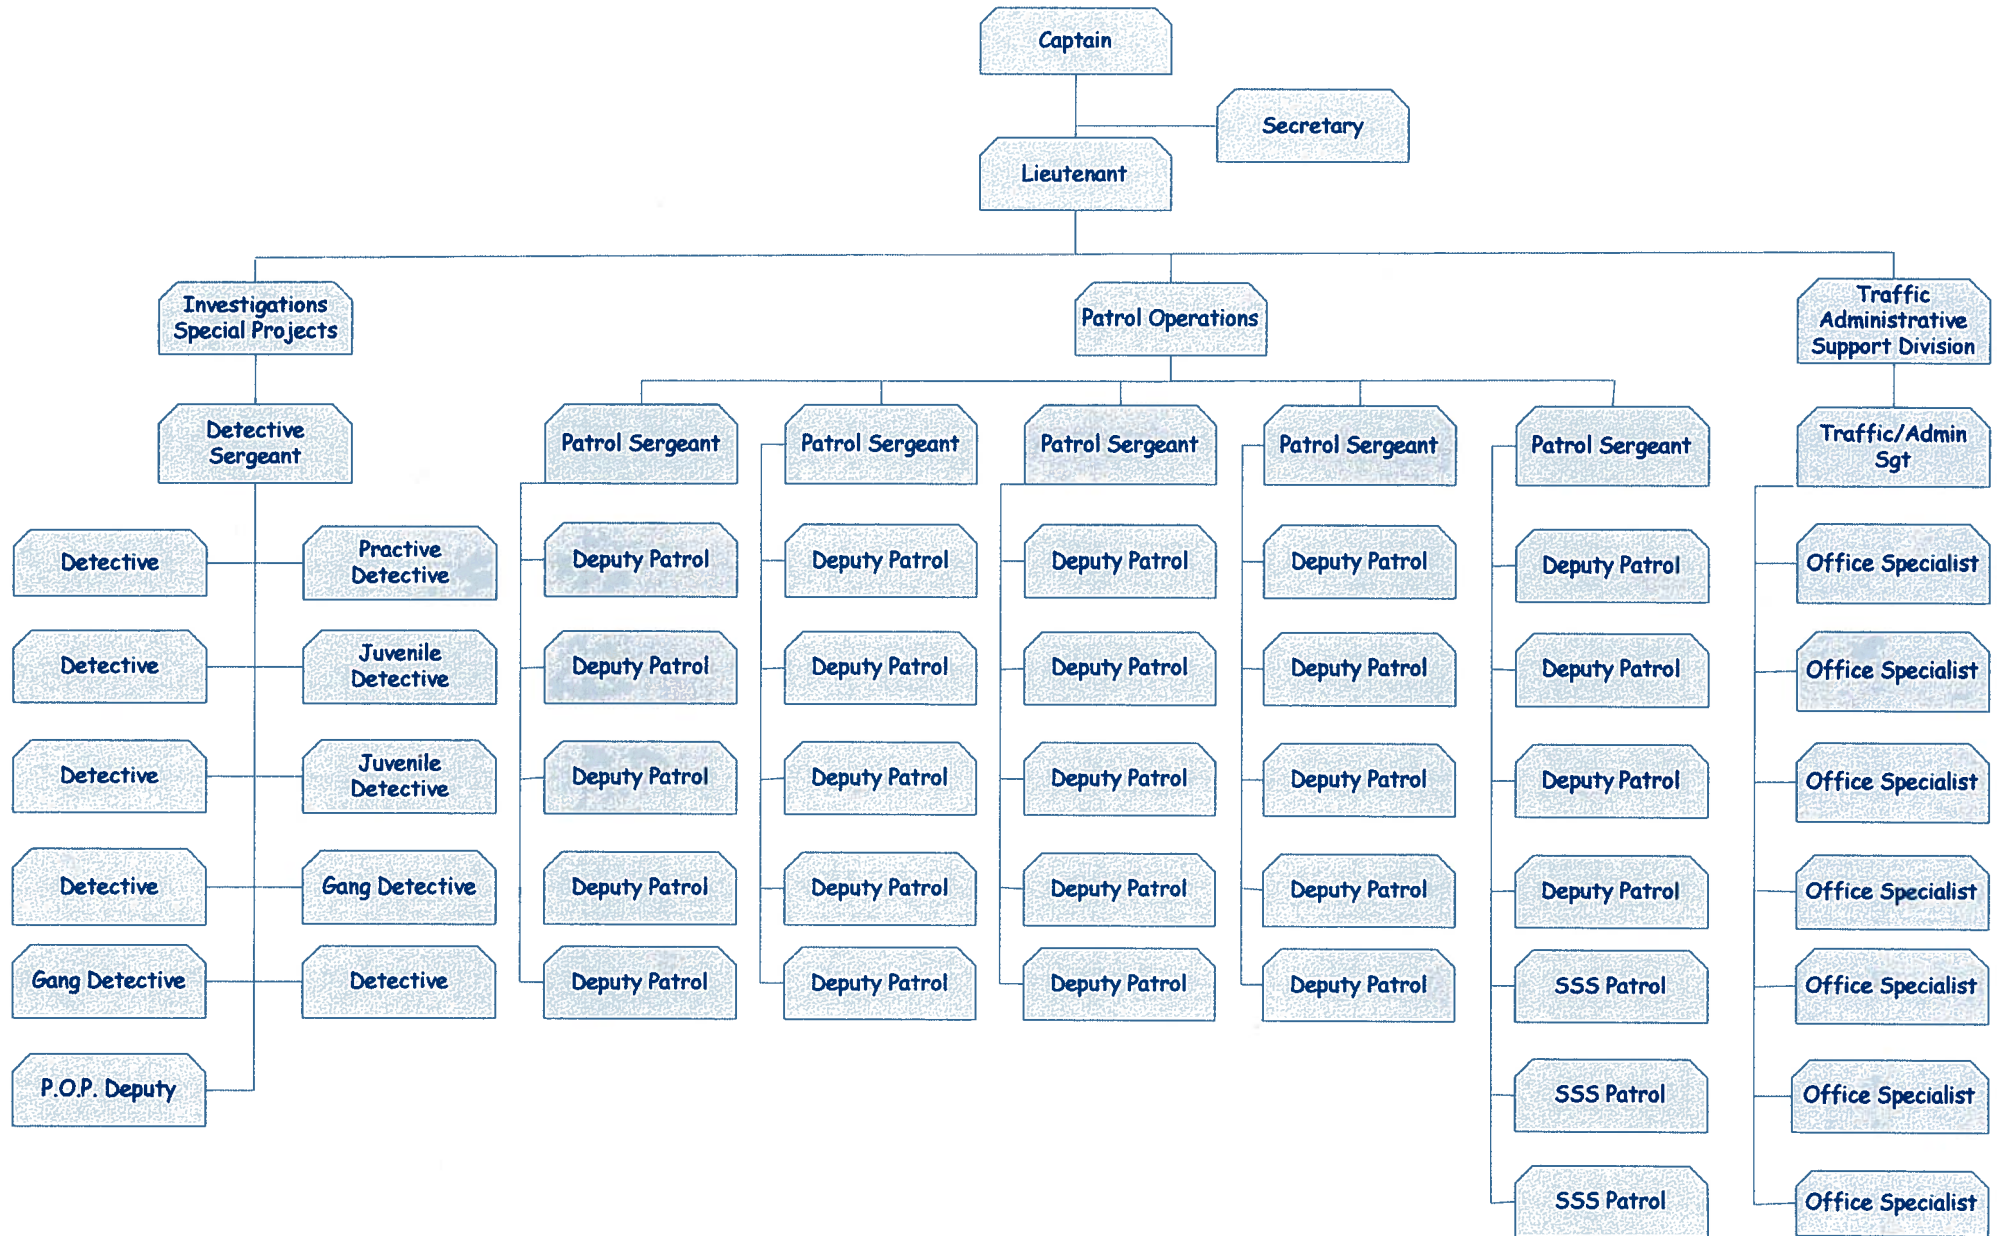 Captain
Secretary
Lieutenant
Investigations
Special Projects
Patrol Operations
Traffic
Administrative
Support Division
Detective
Sergeant
Patrol Sergeant
Patrol Sergeant
Patrol Sergeant
Patrol Sergeant
Patrol Sergeant
Traffic/Admin
Sgt
Detective
Practive
Detective
Deputy Patrol
Deputy Patrol
Deputy Patrol
Deputy Patrol
Deputy Patrol
Office Specialist
Detective
Juvenile
Detective
Deputy Patrol
Deputy Patrol
Deputy Patrol
Deputy Patrol
Deputy Patrol
Office Specialist
Detective
Juvenile
Detective
Deputy Patrol
Deputy Patrol
Deputy Patrol
Deputy Patrol
Deputy Patrol
Office Specialist
Detective
Gang Detective
Deputy Patrol
Deputy Patrol
Deputy Patrol
Deputy Patrol
Deputy Patrol
Office Specialist
Gang Detective
Detective
Deputy Patrol
Deputy Patrol
Deputy Patrol
Deputy Patrol
SSS Patrol
Office Specialist
P.O.P. Deputy
SSS Patrol
Office Specialist
SSS Patrol
Office Specialist